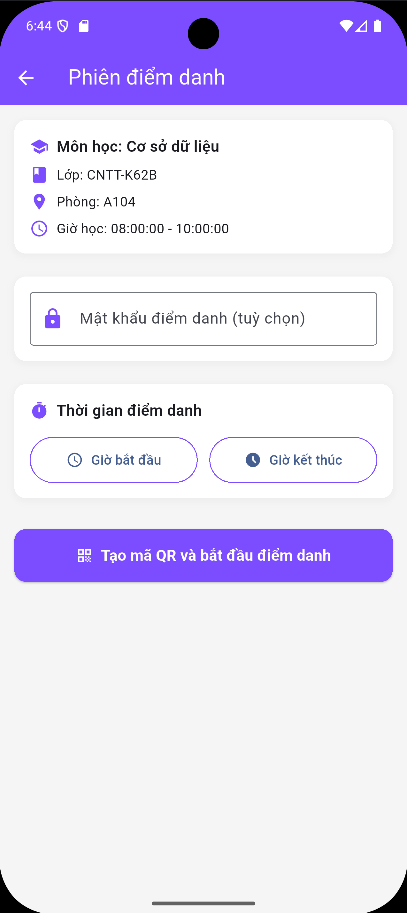 6:44
Phiên điểm danh
Môn học: Cơ sở dữ liệu
Lớp: CNTT-K62B
Phòng: A104
Giờ học: 08:00:00 - 10:00:00
Mật khẩu điểm danh (tuỳ chọn)
Thời gian điểm danh
Giờ bắt đầu
Giờ kết thúc
Tạo mã QR và bắt đầu điểm danh